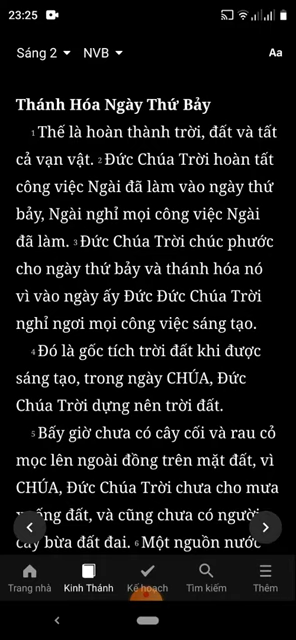 23:25
Sáng 2 NVB Aa
Thánh Hóa Ngày Thứ Bảy
1 Thế là hoàn thành trời, đất và tất
cả vạn vật. 2 Đức Chúa Trời hoàn tất
công việc Ngài đã làm vào ngày thứ
bảy, Ngài nghỉ mọi công việc Ngài
đã làm. 3 Đức Chúa Trời chúc phước
cho ngày thứ bảy và thánh hóa nó
vì vào ngày ấy Đức Đức Chúa Trời
nghỉ ngơi mọi công việc sáng tạo.
4 Đó là gốc tích trời đất khi được
sáng tạo, trong ngày CHÚA, Đức
Chúa Trời dựng nên trời đất.
5 Bấy giờ chưa có cây cối và rau cỏ
mọc lên ngoài đồng trên mặt đất, vì
CHÚA, Đức Chúa Trời chưa cho mưa
xuống đất, và cũng chưa có người
cày bừa đất đai. 6 Một nguồn nước
Trang nhà Kinh Thánh Kế hoạch Tìm kiếm Thêm